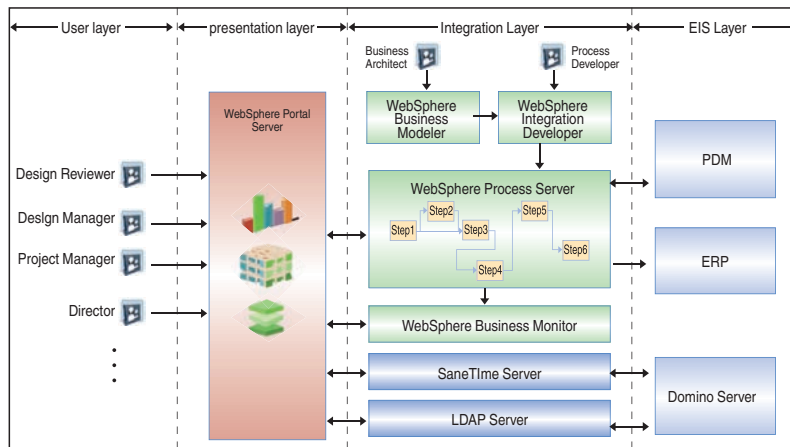 User layer
presentation layer
Integration Layer
EIS Layer
Business
Architect
Process
Developer
WebSphere Portal
Server
WebSphere
Business
Modeler
WebSphere
Integration
Developer
PDM
Design Reviewer
WebSphere Process Server
Step2
Step5
Step1
Step3
Step6
Step4
DesIgn Manager
Project Manager
ERP
Director
WebSphere Business Monitor
SaneTIme Server
Domino Server
LDAP Server